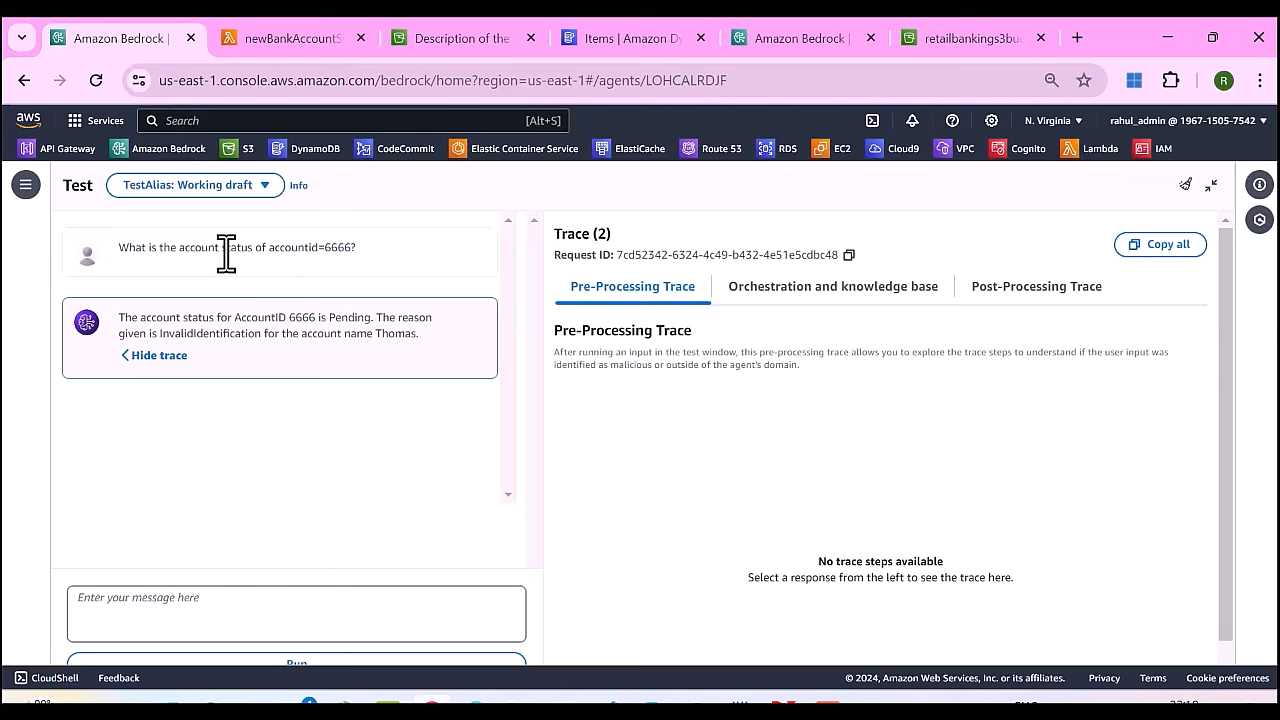 Amazon Bedrock |
newBankAccountS
Description of the
Items | Amazon Dy
Amazon Bedrock |
retailbankings3buc
us-east-1.console.aws.amazon.com/bedrock/home?region=us-east-1#/agents/LOHCALRDJF
R
aws
Services
Search
[Alt+S]
N. Virginia
rahul_admin @ 1967-1505-7542
API Gateway
Amazon Bedrock
S3
DynamoDB
CodeCommit
Elastic Container Service
ElastiCache
Route 53
RDS
EC2
Cloud9
VPC
Cognito
Lambda
IAM
Test
TestAlias: Working draft
Info
What is the account status of accountid=6666?
The account status for AccountID 6666 is Pending. The reason
given is InvalidIdentification for the account name Thomas.
Hide trace
Enter your message here
Run
Trace (2)
Request ID: 7cd52342-6324-4c49-b432-4e51e5cdbc48
Copy all
Pre-Processing Trace
Orchestration and knowledge base
Post-Processing Trace
Pre-Processing Trace
After running an input in the test window, this pre-processing trace allows you to explore the trace steps to understand if the user input was
identified as malicious or outside of the agent's domain.
No trace steps available
Select a response from the left to see the trace here.
CloudShell
Feedback
© 2024, Amazon Web Services, Inc. or its affiliates.
Privacy
Terms
Cookie preferences